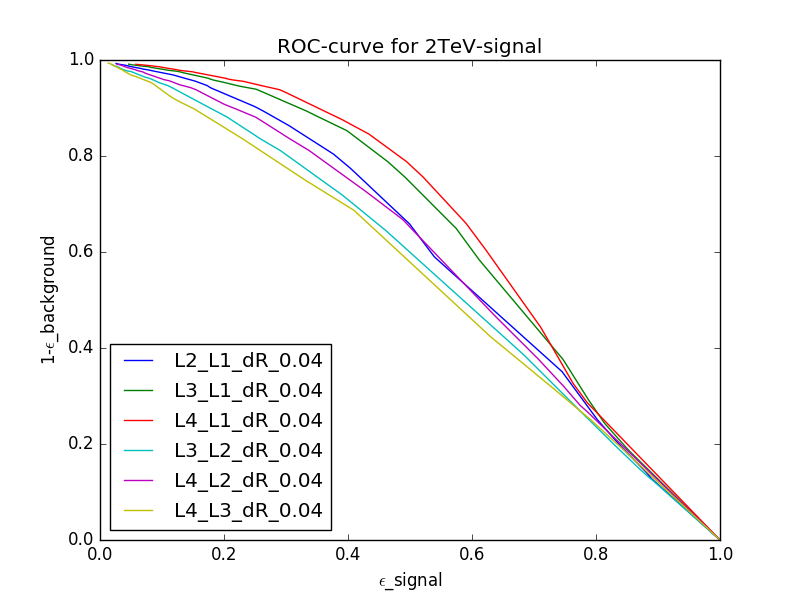 ROC-curve for 2TeV-signal
1.0
0.8
0.6
0.4
0.2
0.0
1-ϵ_background
L2_L1_dR_0.04
L3_L1_dR_0.04
L4_L1_dR_0.04
L3_L2_dR_0.04
L4_L2_dR_0.04
L4_L3_dR_0.04
0.0 0.2 0.4 0.6 0.8 1.0
ϵ_signal